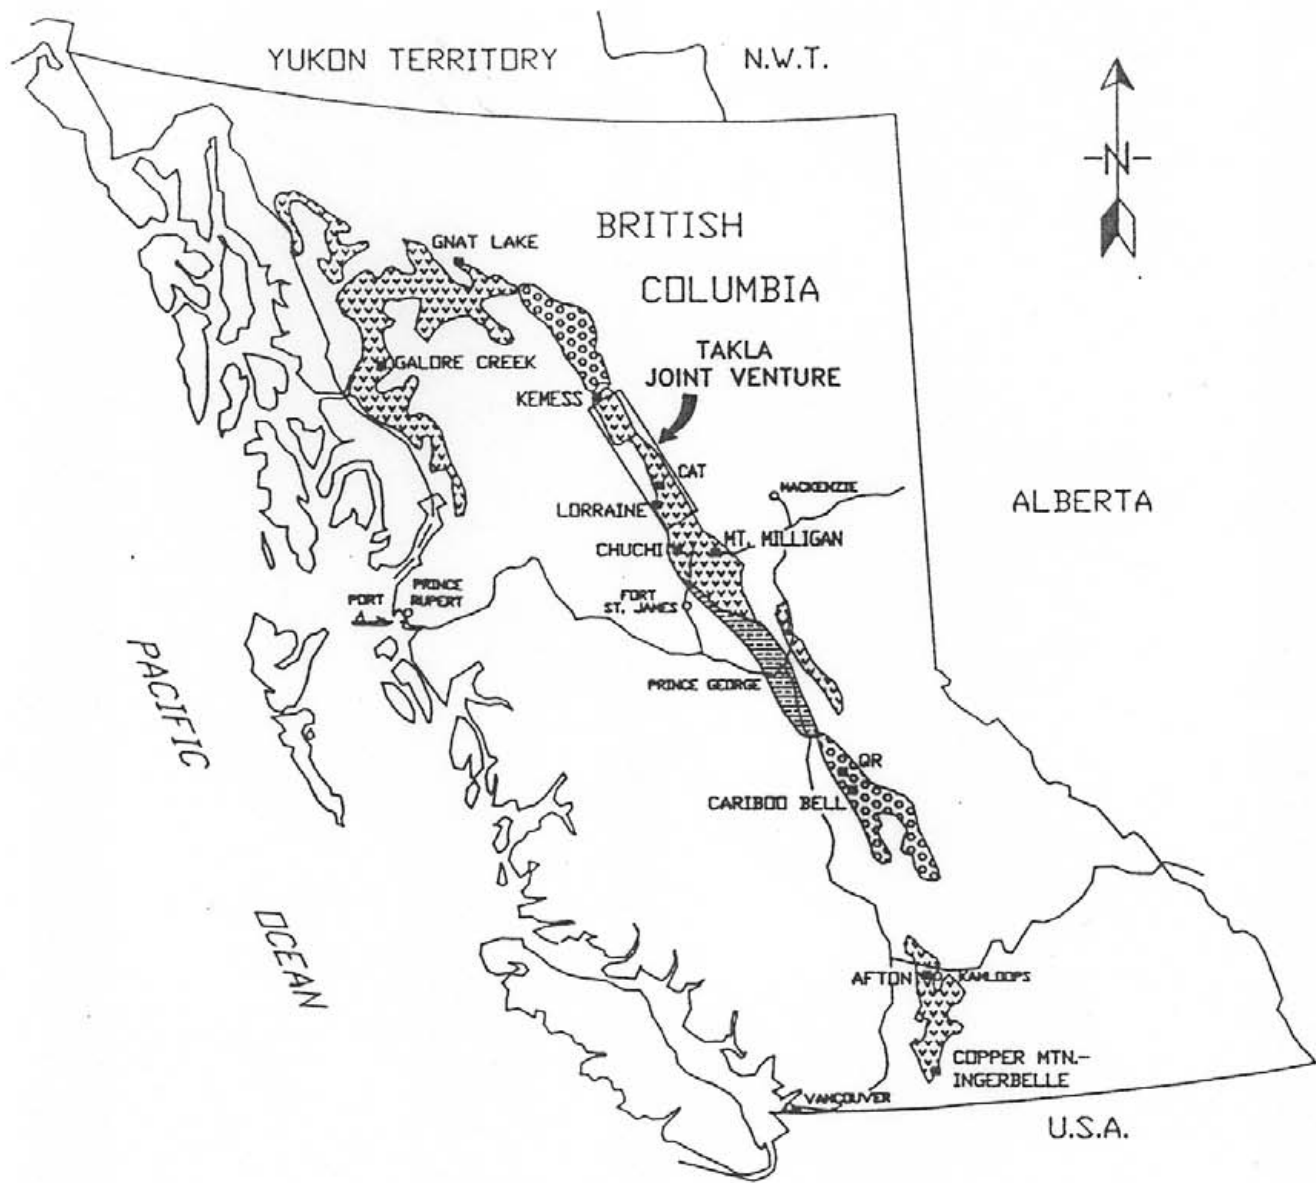 YUKON TERRITORY
N.W.T.
-N-
BRITISH
COLUMBIA
GNAT LAKE
TAKLA
JOINT VENTURE
GALORE CREEK
KEMESS
CAT
MACKENZIE
LORRAINE
ALBERTA
CHUCHI
MT. MILLIGAN
PORT
PRINCE
RUPERT
FORT
ST. JAMES
PRINCE GEORGE
PACIFIC
OCEAN
QR
CARIBOO BELL
AFTON
KAMLOOPS
COPPER MTN.-
INGERBELLE
VANCOUVER
U.S.A.